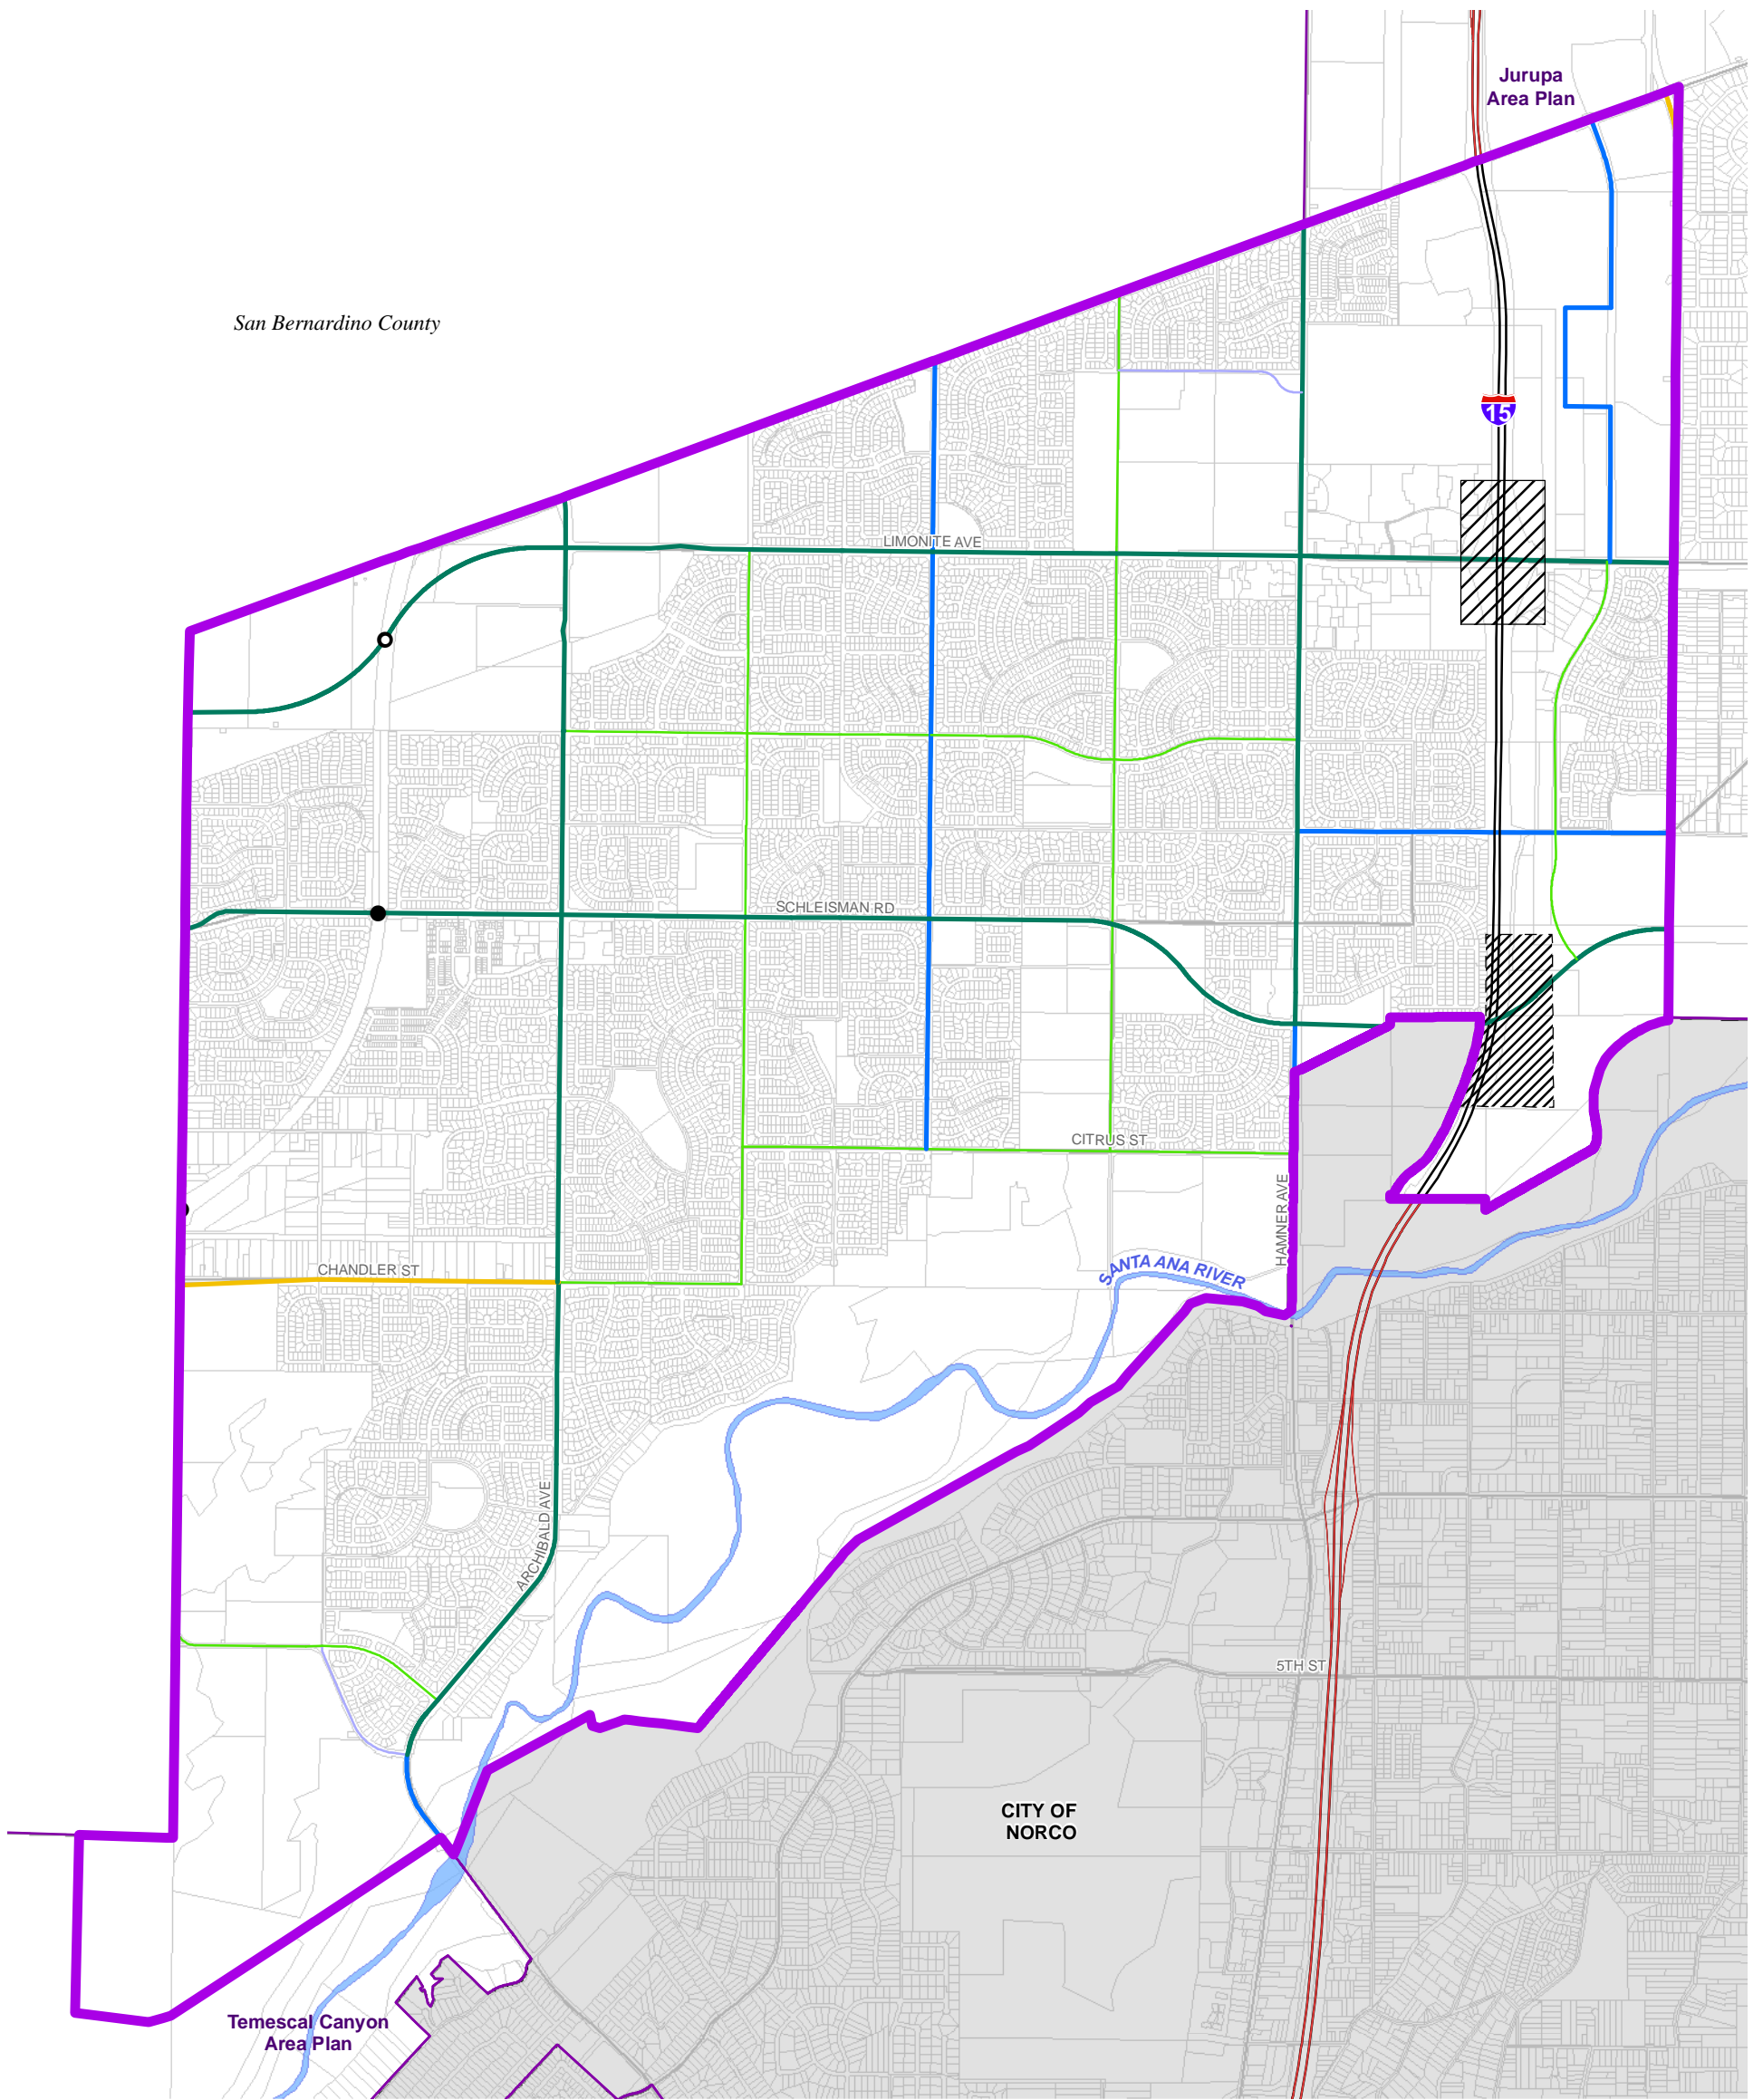 Jurupa
Area Plan
San Bernardino County
15
LIMONITE AVE
SCHLEISMAN RD
CITRUS ST
HAMNER AVE
SANTA ANA RIVER
CHANDLER ST
ARCHIBALD AVE
5TH ST
CITY OF
NORCO
Temescal Canyon
Area Plan